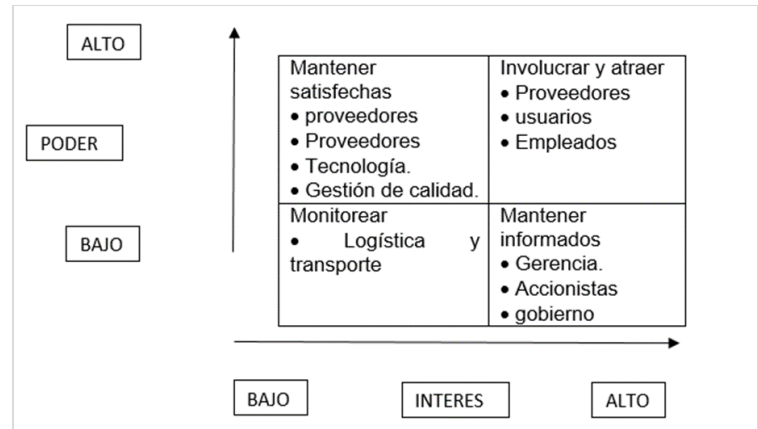 ALTO
PODER
BAJO
Mantener
satisfechas
• proveedores
• Proveedores
• Tecnología.
• Gestión de calidad.
Involucrar y atraer
• Proveedores
• usuarios
• Empleados
Monitorear
• Logística y
transporte
Mantener
informados
• Gerencia.
• Accionistas
• gobierno
BAJO
INTERES
ALTO